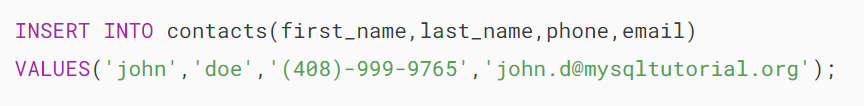 INSERT INTO contacts(first_name,last_name,phone,email)
VALUES('john','doe','(408)-999-9765','john.d@mysqltutorial.org');